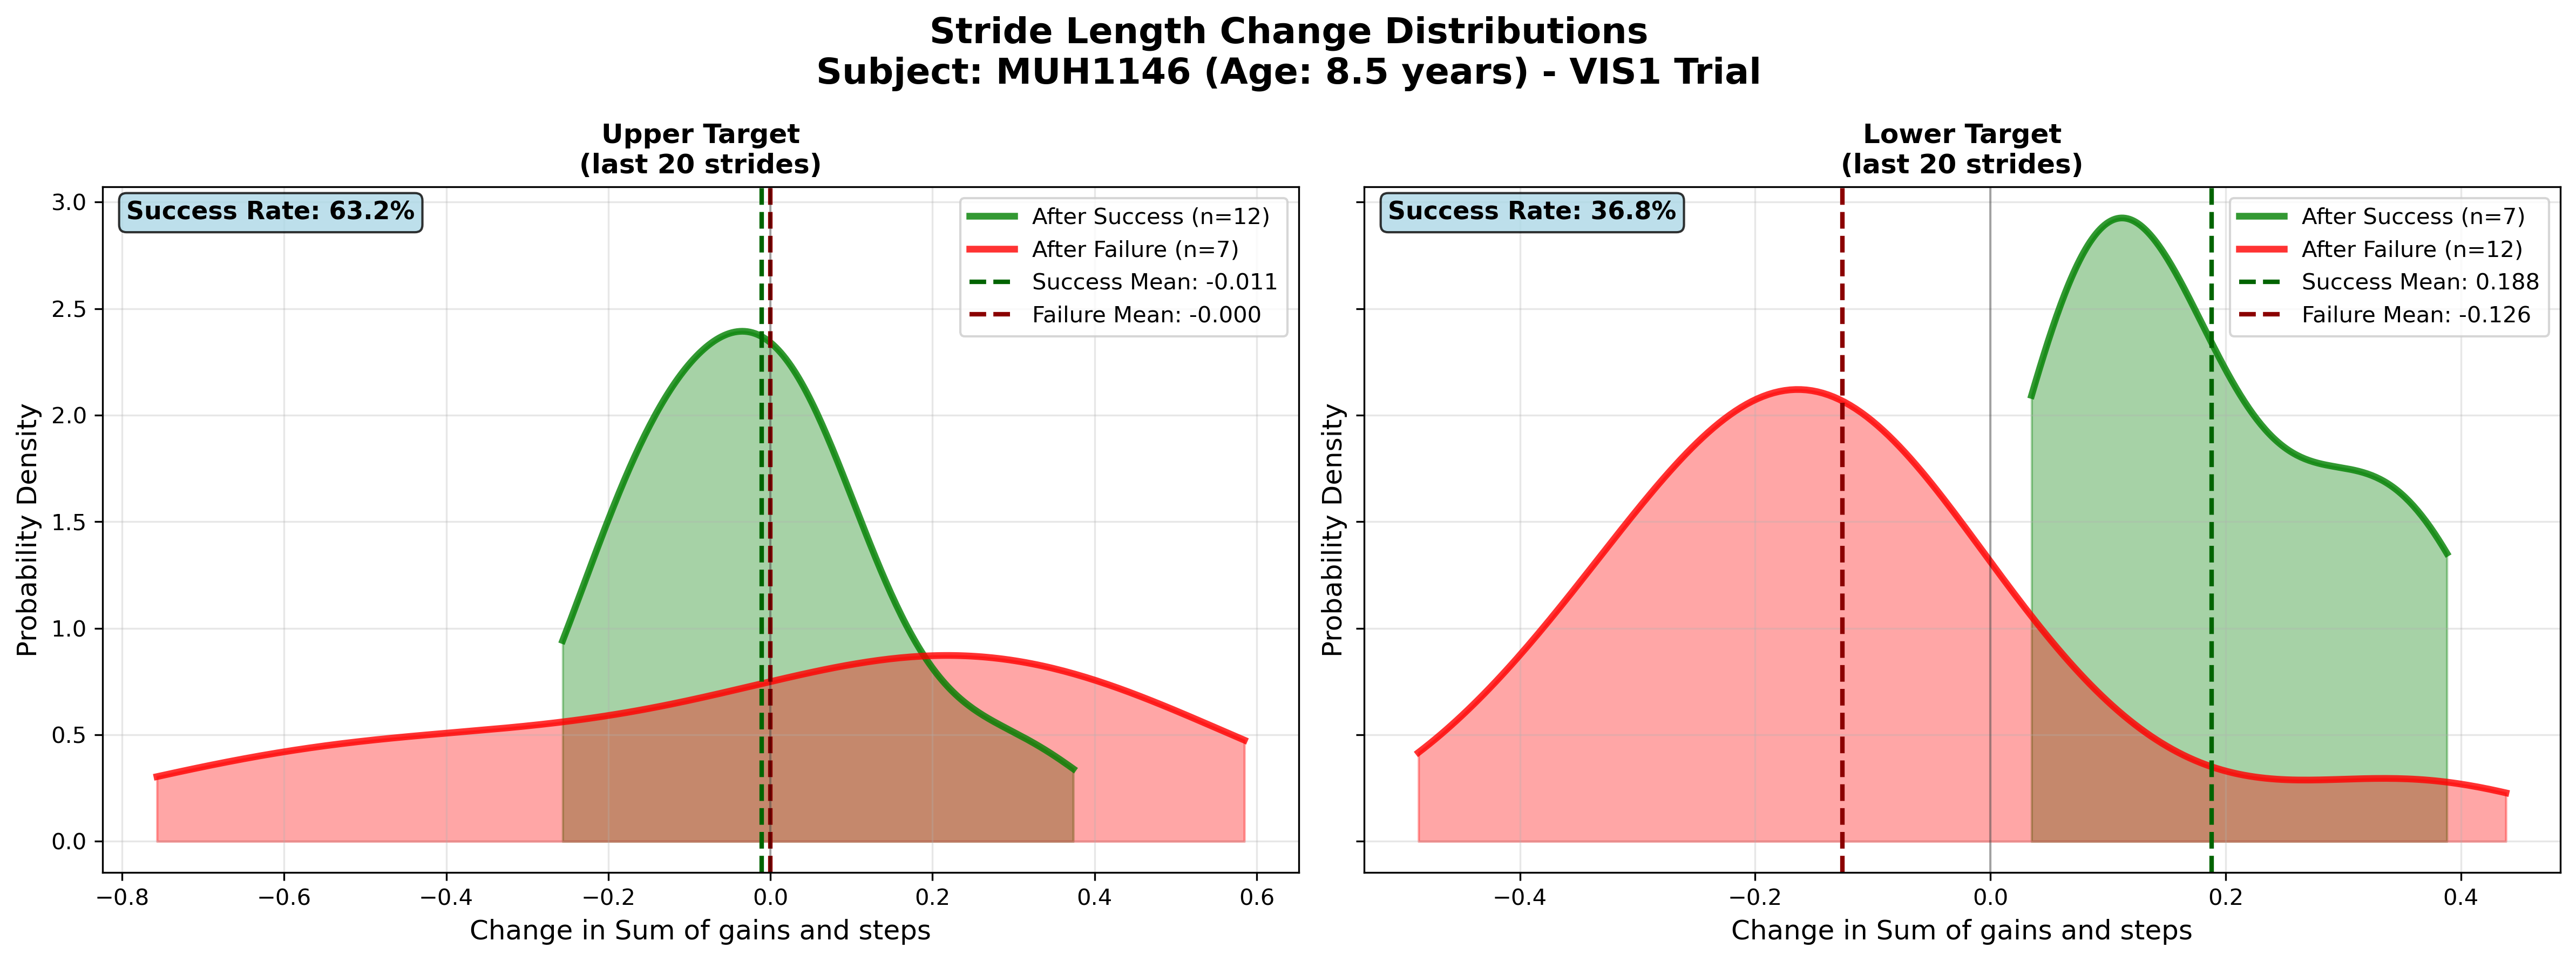 Stride Length Change Distributions
Subject: MUH1146 (Age: 8.5 years) - VIS1 Trial
Upper Target
(last 20 strides)
Success Rate: 63.2%
After Success (n=12)
After Failure (n=7)
Success Mean: -0.011
Failure Mean: -0.000
3.0
2.5
2.0
1.5
1.0
0.5
0.0
Probability Density
−0.8 −0.6 −0.4 −0.2 0.0 0.2 0.4 0.6
Change in Sum of gains and steps
Lower Target
(last 20 strides)
Success Rate: 36.8%
After Success (n=7)
After Failure (n=12)
Success Mean: 0.188
Failure Mean: -0.126
Probability Density
−0.4 −0.2 0.0 0.2 0.4
Change in Sum of gains and steps